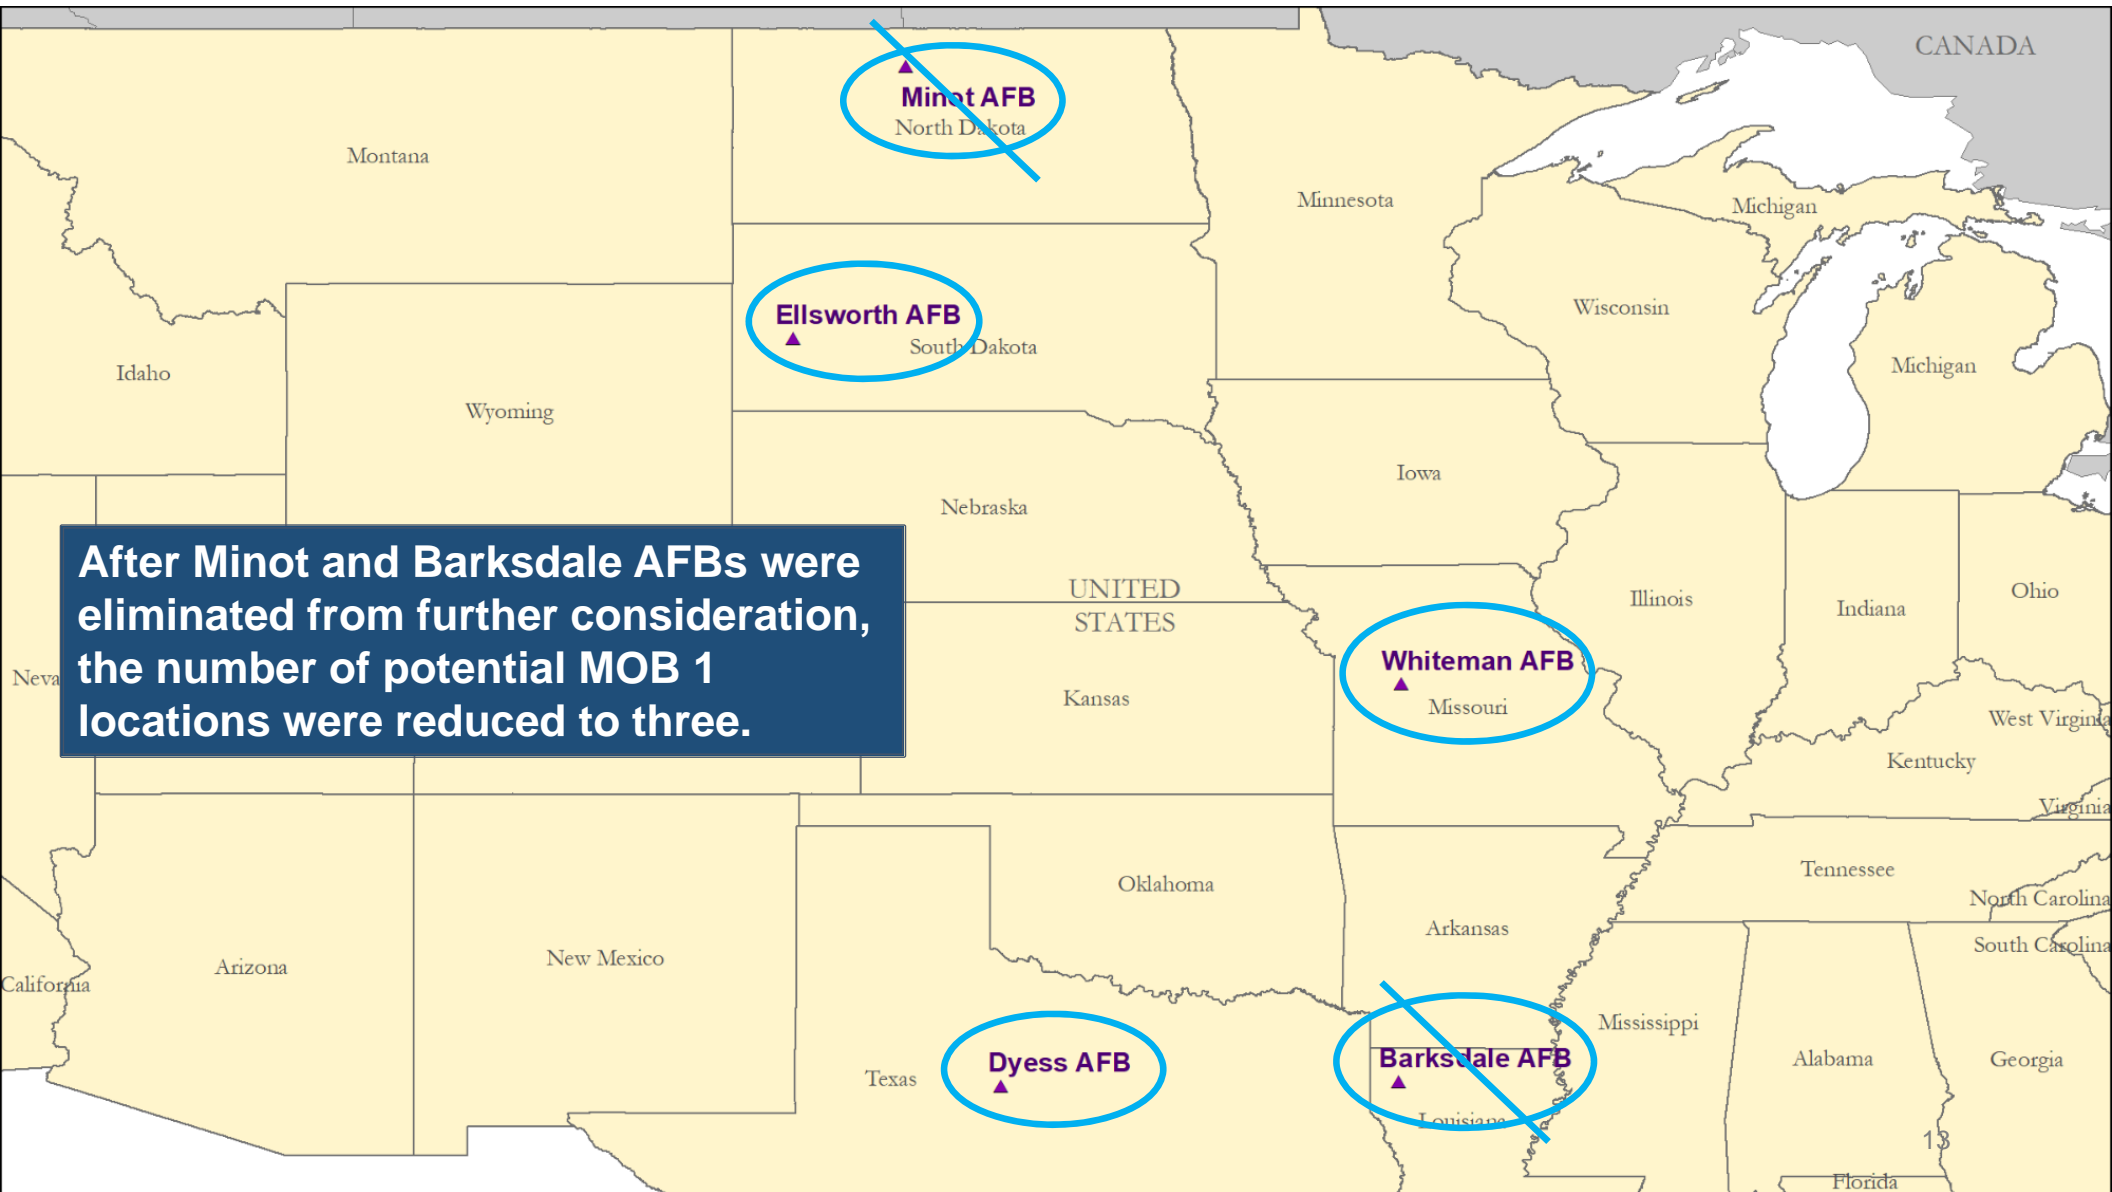 CANADA
Minot AFB
North Dakota
Montana
Minnesota
Michigan
Ellsworth AFB
South Dakota
Wisconsin
Michigan
Idaho
Wyoming
Iowa
Nebraska
After Minot and Barksdale AFBs were
eliminated from further consideration,
the number of potential MOB 1
locations were reduced to three.
UNITED
STATES
Illinois
Indiana
Ohio
Neva
Kansas
Whiteman AFB
Missouri
West Virginia
Kentucky
Virginia
Tennessee
Oklahoma
North Carolina
Arkansas
South Carolina
New Mexico
Arizona
California
Mississippi
Dyess AFB
Texas
Barksdale AFB
Louisiana
Alabama
Georgia
13
Florida